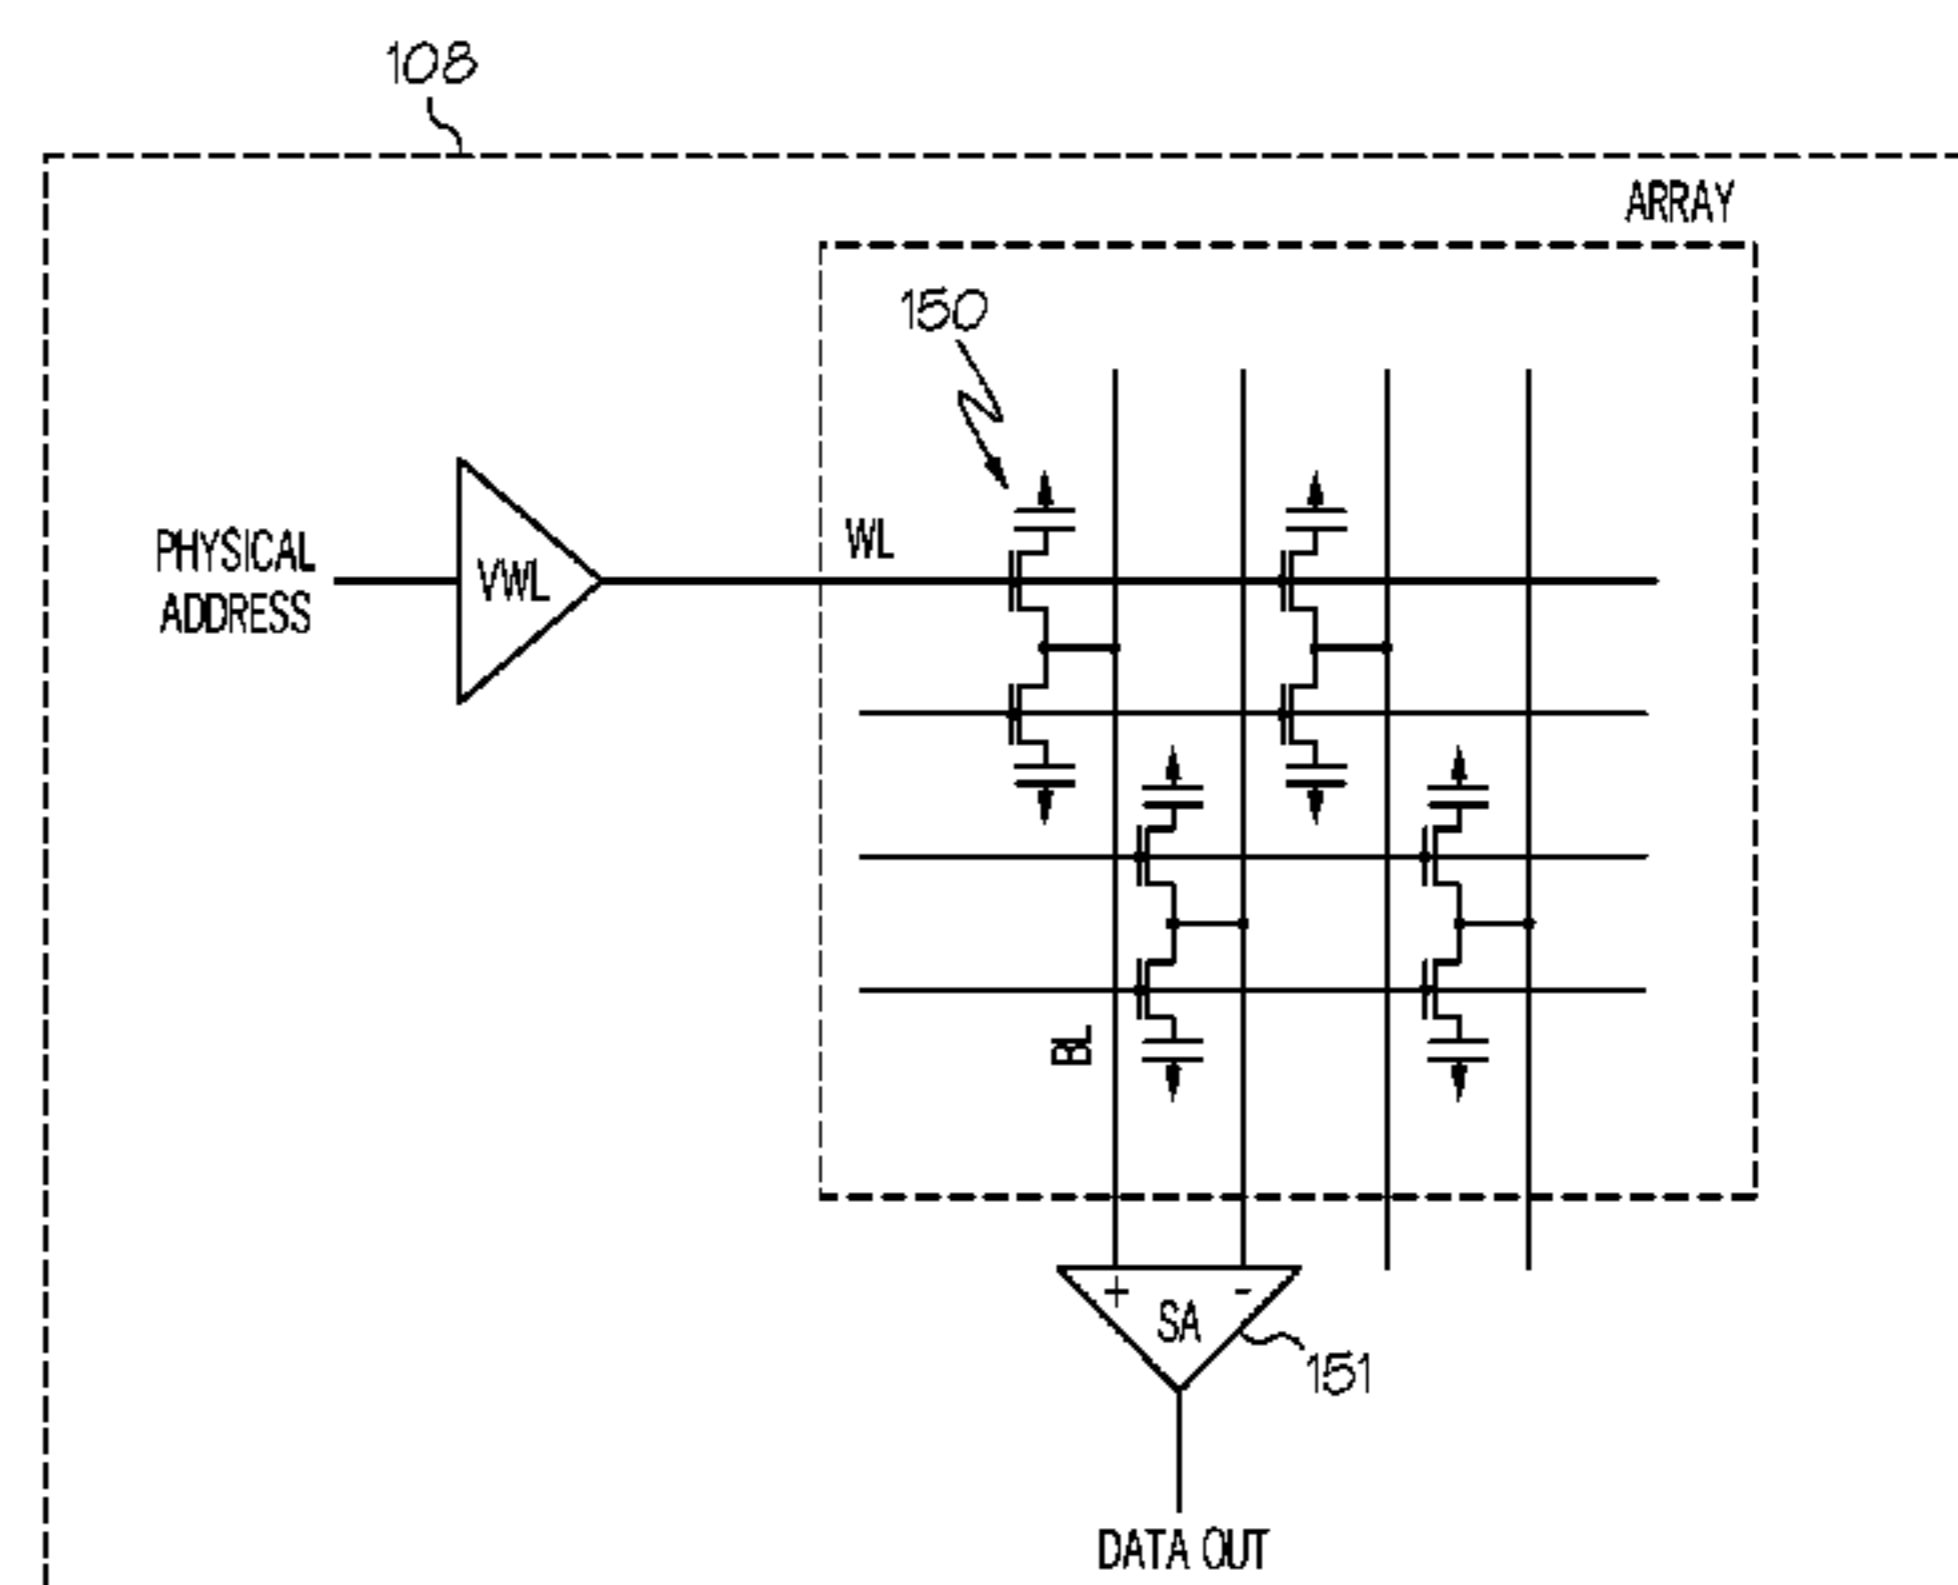 108
ARRAY
150
WL
PHYSICAL
ADDRESS
VWL
BL
+
-
SA
151
DATA OUT